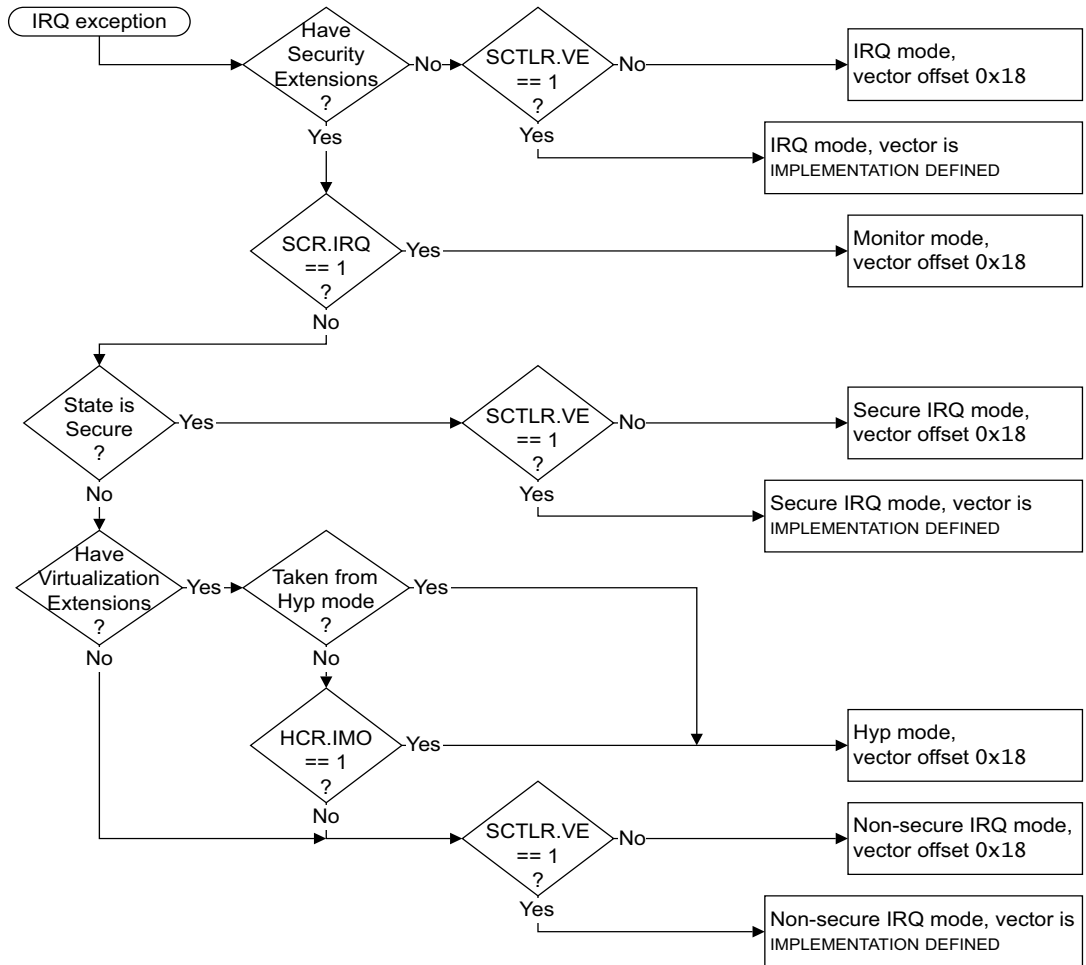 IRQ exception
Have
Security
Extensions
?
No
SCTLR.VE
== 1
?
No
IRQ mode,
vector offset 0x18
Yes
Yes
IRQ mode, vector is
IMPLEMENTATION DEFINED
SCR.IRQ
== 1
?
Yes
Monitor mode,
vector offset 0x18
No
State is
Secure
?
Yes
SCTLR.VE
== 1
?
No
Secure IRQ mode,
vector offset 0x18
No
Yes
Secure IRQ mode, vector is
IMPLEMENTATION DEFINED
Have
Virtualization
Extensions
?
Yes
Taken from
Hyp mode
?
Yes
No
No
HCR.IMO
== 1
?
Yes
Hyp mode,
vector offset 0x18
No
SCTLR.VE
== 1
?
No
Non-secure IRQ mode,
vector offset 0x18
Yes
Non-secure IRQ mode, vector is
IMPLEMENTATION DEFINED